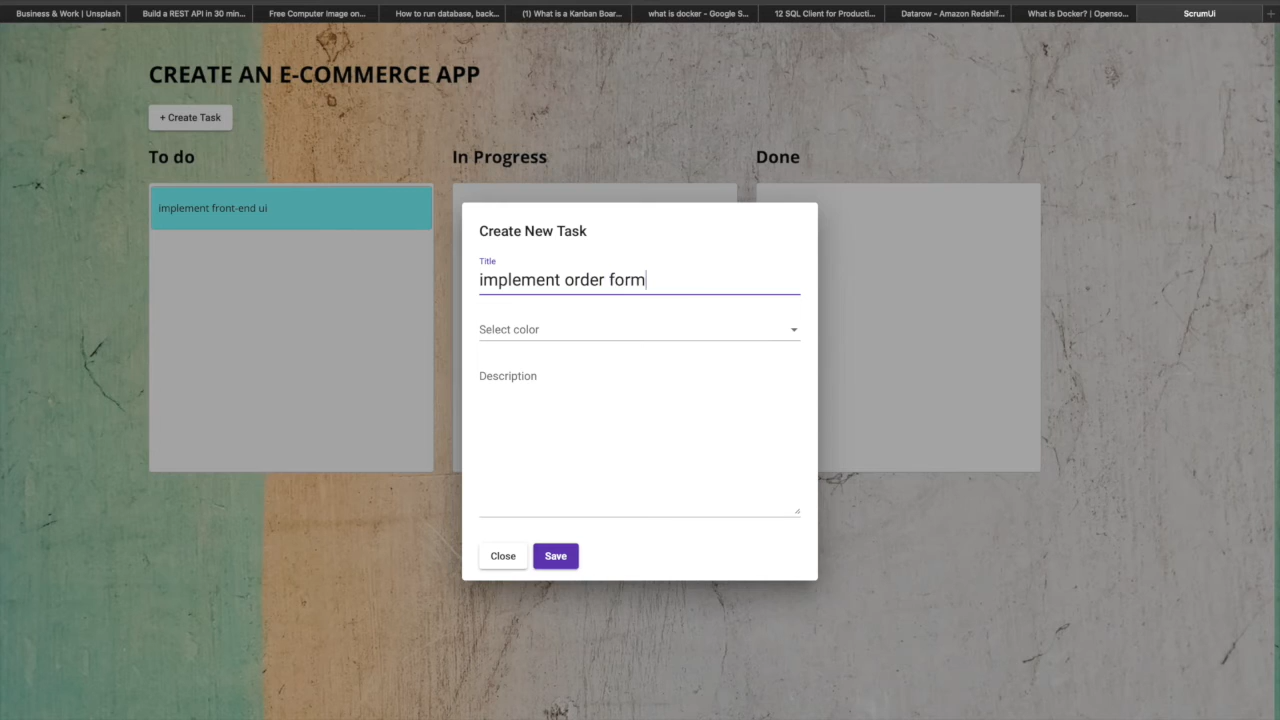 Business & Work | Unsplash
Build a REST API in 30 min...
Free Computer Image on...
How to run database, back...
(1) What is a Kanban Boar...
what is docker - Google S...
12 SQL Client for Producti...
Datarow - Amazon Redshif...
What is Docker? | Openso...
ScrumUi
CREATE AN E-COMMERCE APP
+ Create Task
To do
In Progress
Done
implement front-end ui
Create New Task
Title
implement order form
Select color
Description
Close
Save